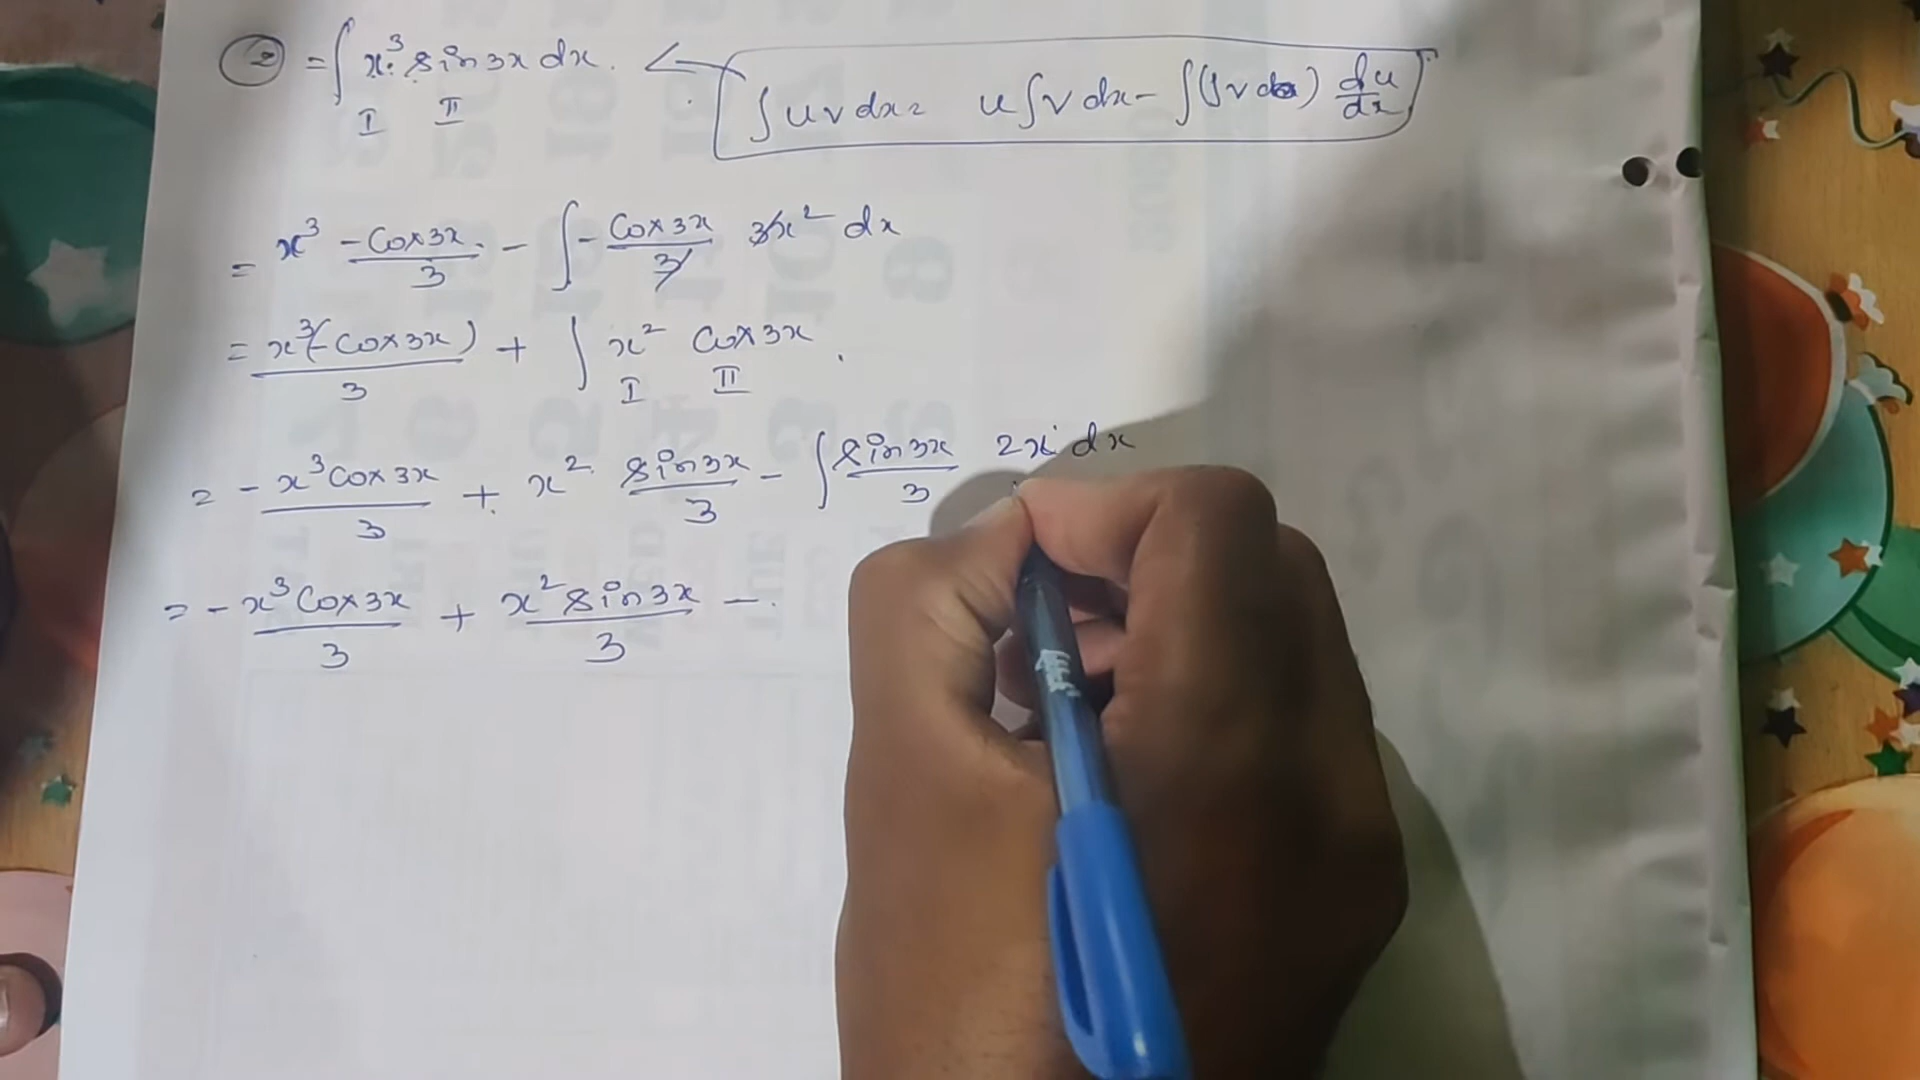 ② = ∫ x³. sin 3x dx. ← ∫ u v dx = u ∫ v dx - ∫ (∫ v dx) du/dx
I II
= x³ -cos 3x/3 . - ∫ - cos 3x/3 3x² dx
= x³(-cos 3x)/3 + ∫ x² cos 3x .
I II
= - x³ cos 3x/3 + x². sin 3x/3 - ∫ sin 3x/3 2x dx
= - x³ cos 3x/3 + x² sin 3x/3 -.